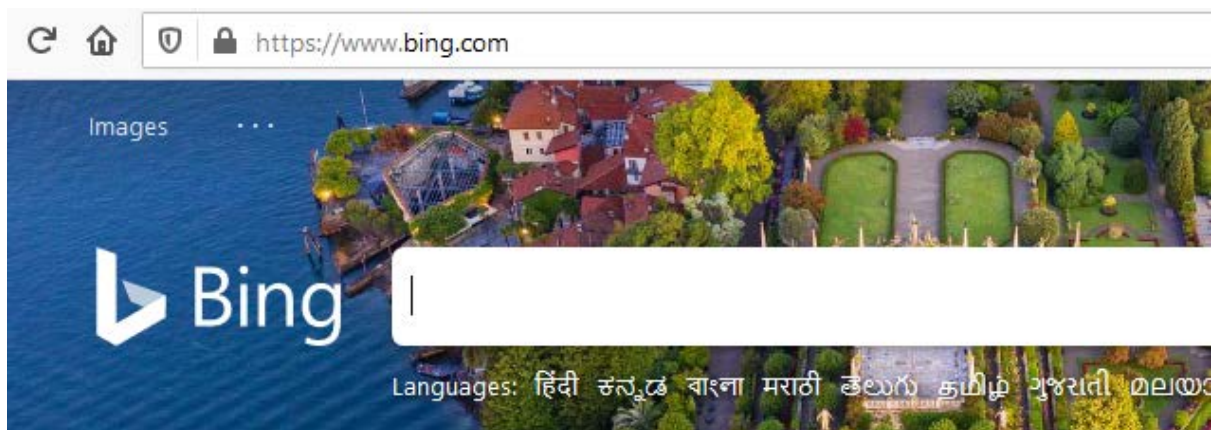 https://www.bing.com
Images ...
Bing
Languages: हिंदी ಕನ್ನಡ বাংলা मराठी తెలుగు தமிழ் ગુજરાતી